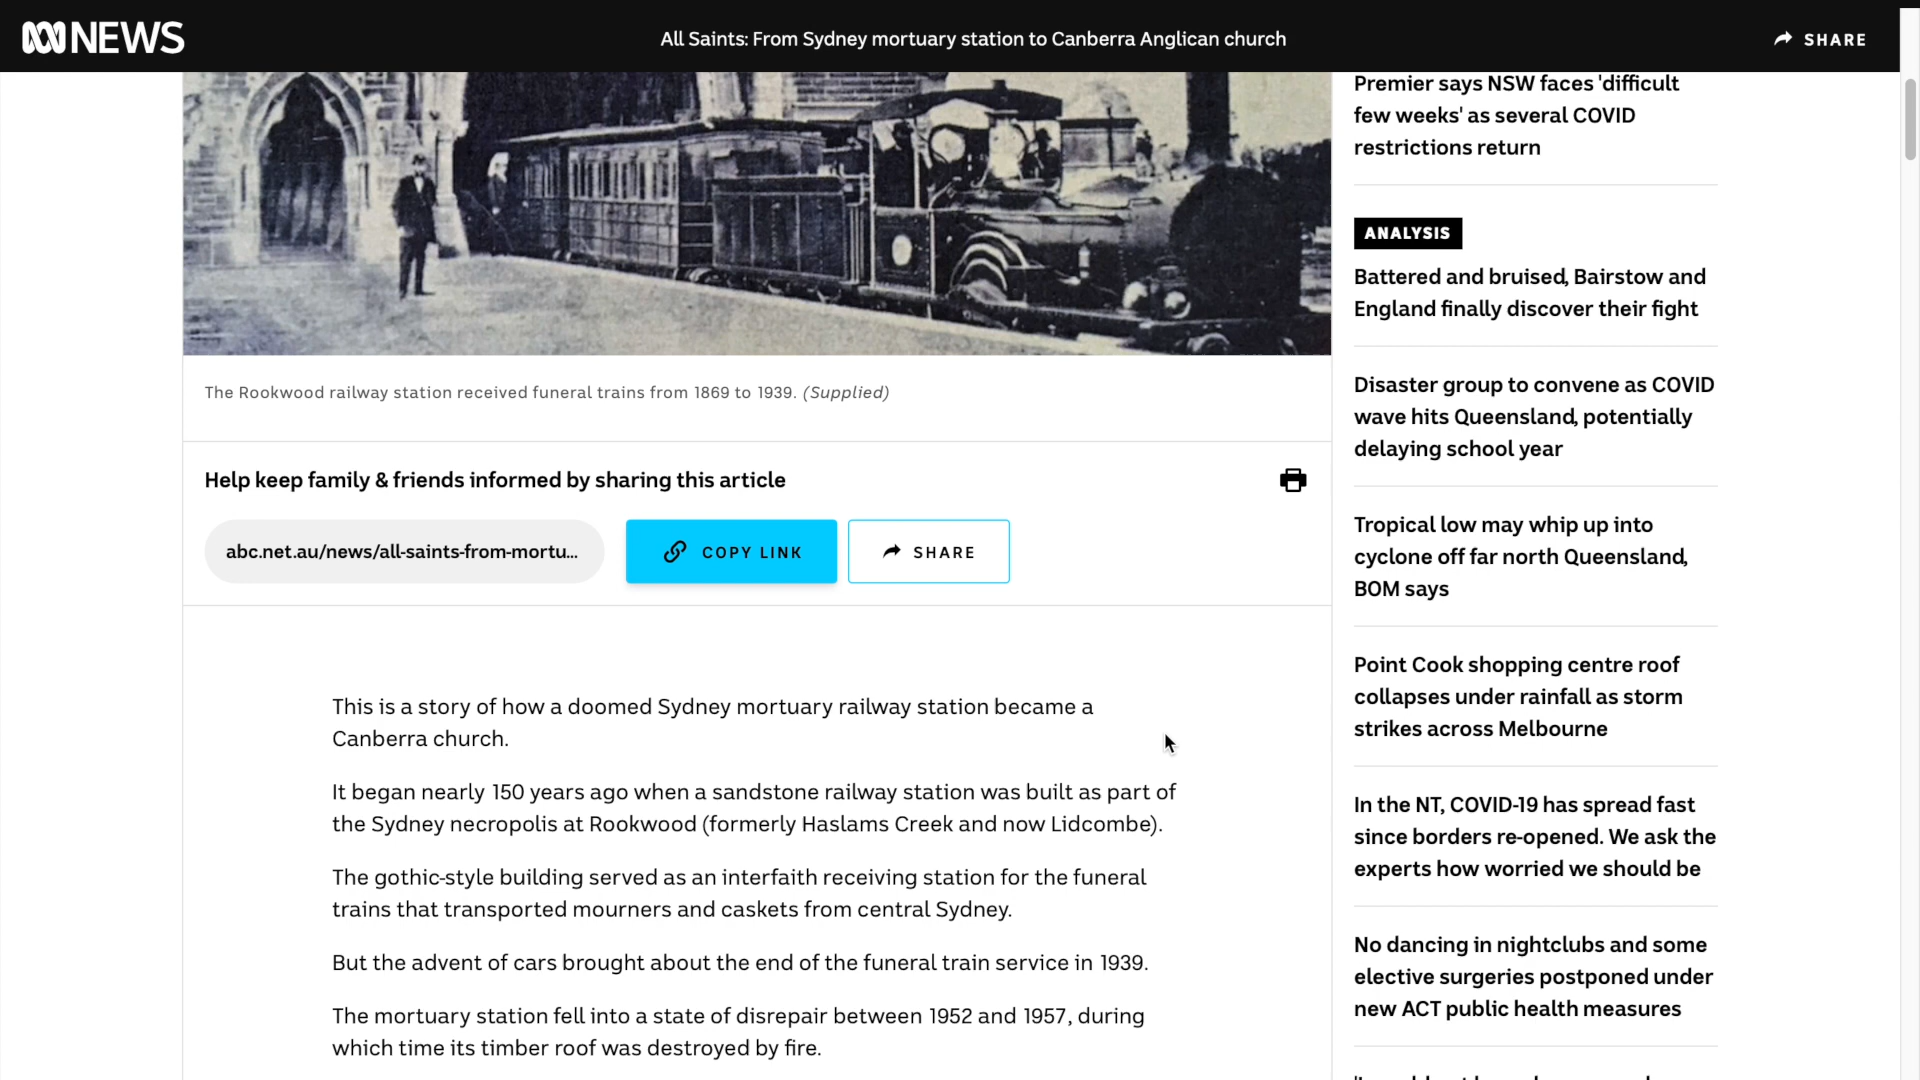 NEWS
All Saints: From Sydney mortuary station to Canberra Anglican church
SHARE
The Rookwood railway station received funeral trains from 1869 to 1939. (Supplied)
Help keep family & friends informed by sharing this article
abc.net.au/news/all-saints-from-mortu...
COPY LINK
SHARE
This is a story of how a doomed Sydney mortuary railway station became a
Canberra church.
It began nearly 150 years ago when a sandstone railway station was built as part of
the Sydney necropolis at Rookwood (formerly Haslams Creek and now Lidcombe).
The gothic-style building served as an interfaith receiving station for the funeral
trains that transported mourners and caskets from central Sydney.
But the advent of cars brought about the end of the funeral train service in 1939.
The mortuary station fell into a state of disrepair between 1952 and 1957, during
which time its timber roof was destroyed by fire.
Premier says NSW faces 'difficult
few weeks' as several COVID
restrictions return
ANALYSIS
Battered and bruised, Bairstow and
England finally discover their fight
Disaster group to convene as COVID
wave hits Queensland, potentially
delaying school year
Tropical low may whip up into
cyclone off far north Queensland,
BOM says
Point Cook shopping centre roof
collapses under rainfall as storm
strikes across Melbourne
In the NT, COVID-19 has spread fast
since borders re-opened. We ask the
experts how worried we should be
No dancing in nightclubs and some
elective surgeries postponed under
new ACT public health measures